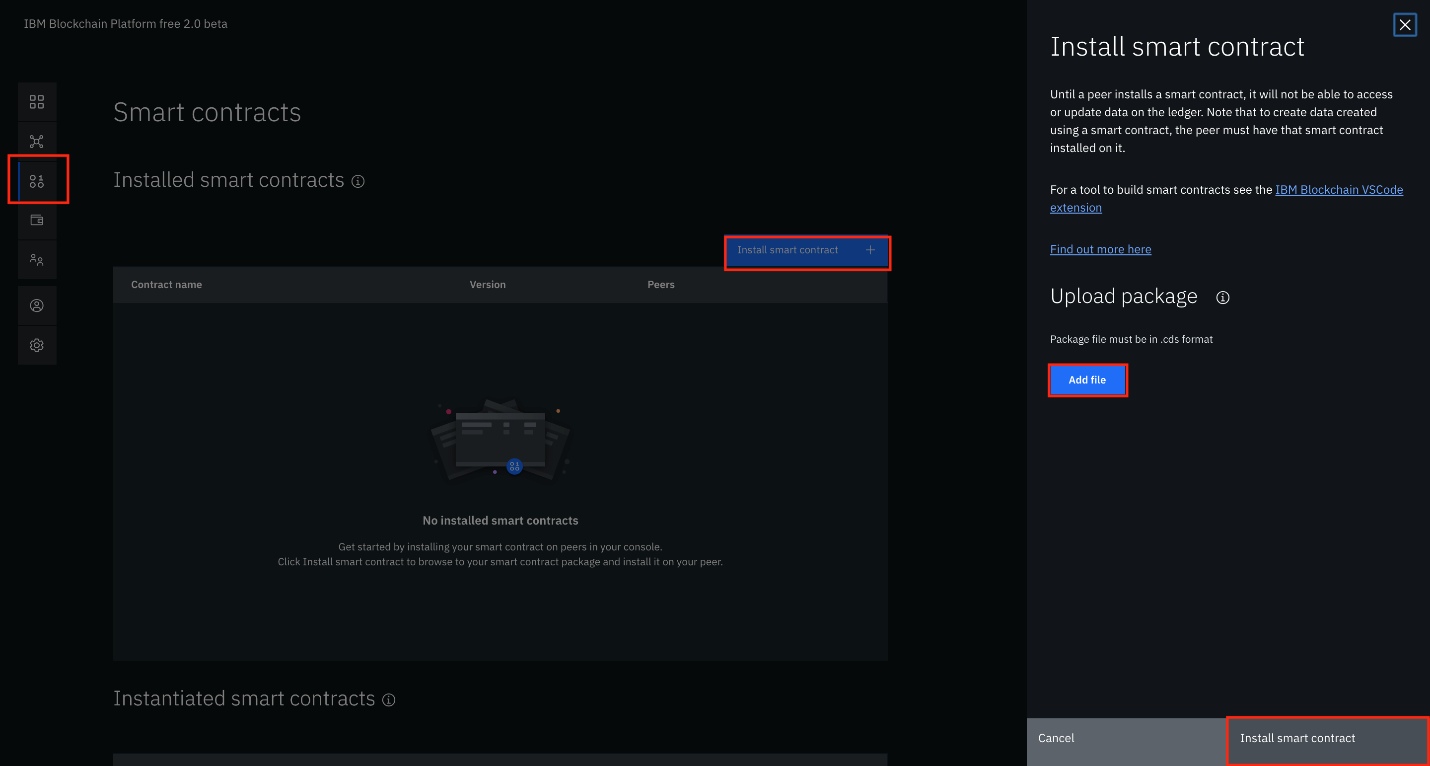 IBM Blockchain Platform free 2.0 beta
Smart contracts
Installed smart contracts
Install smart contract
Contract name Version Peers
No installed smart contracts
Get started by installing your smart contract on peers in your console.
Click Install smart contract to browse to your smart contract package and install it on your peer.
Instantiated smart contracts
Install smart contract
Until a peer installs a smart contract, it will not be able to access
or update data on the ledger. Note that to create data created
using a smart contract, the peer must have that smart contract
installed on it.
For a tool to build smart contracts see the IBM Blockchain VSCode
extension
Find out more here
Upload package
Package file must be in .cds format
Add file
Cancel
Install smart contract